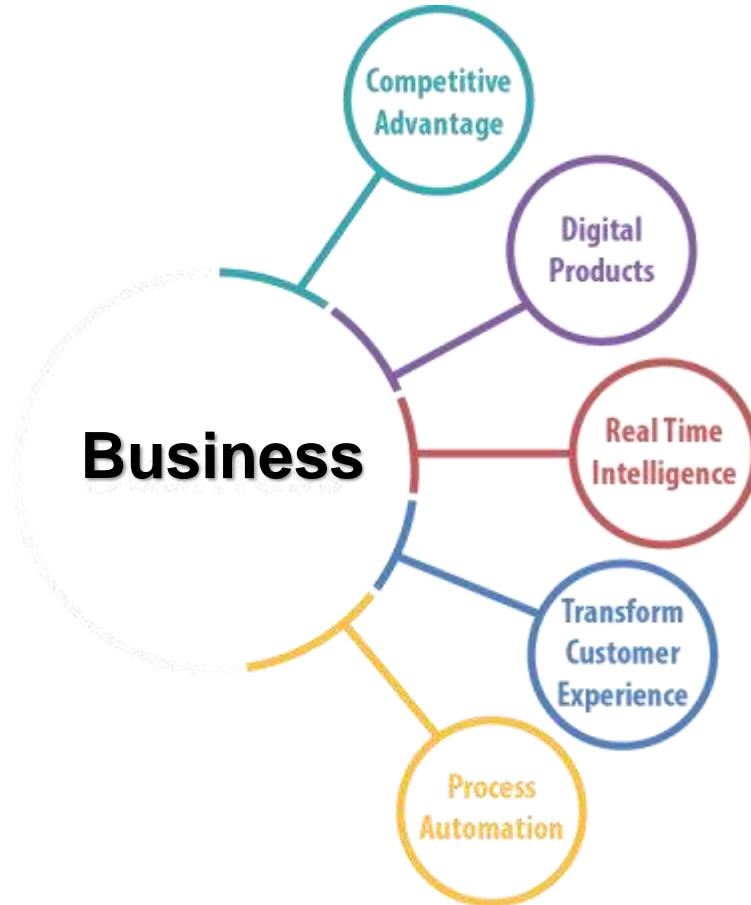 Competitive
Advantage
Digital
Products
Real Time
Intelligence
Business
Transform
Customer
Experience
Process
Automation